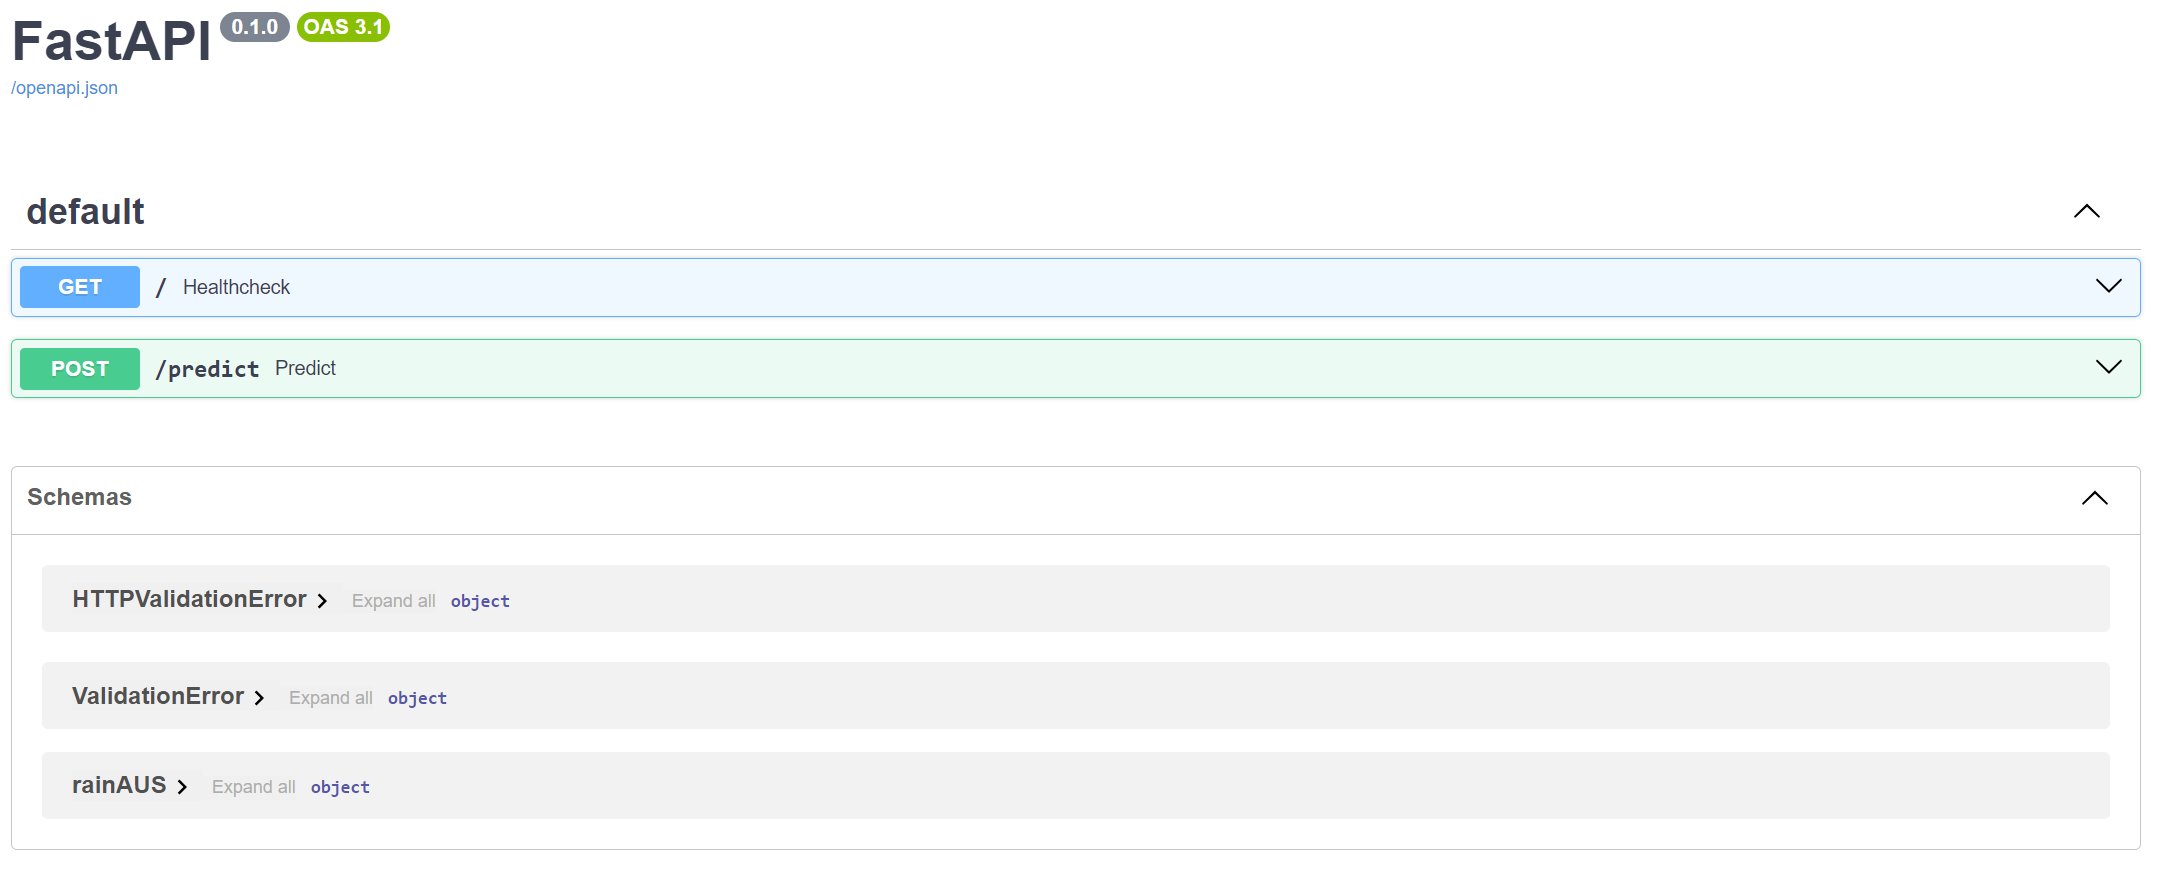 FastAPI 0.1.0 OAS 3.1
/openapi.json
default
GET / Healthcheck
POST /predict Predict
Schemas
HTTPValidationError Expand all object
ValidationError Expand all object
rainAUS Expand all object